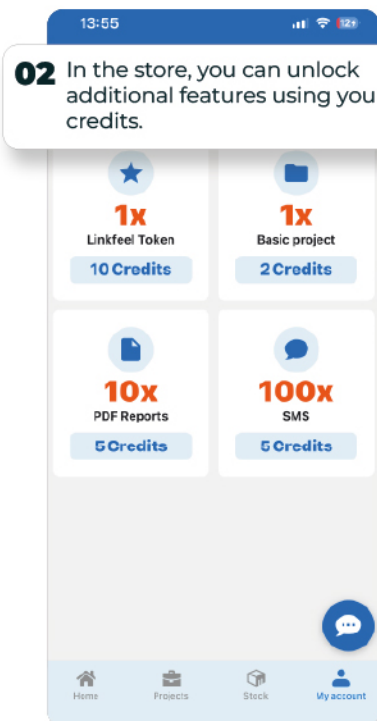 13:55
12+
02 In the store, you can unlock
additional features using you
credits.
1x
1x
Linkfeel Token
Basic project
10 Credits
2 Credits
10x
100x
PDF Reports
SMS
5 Credits
5 Credits
Home
Projects
Stock
My account